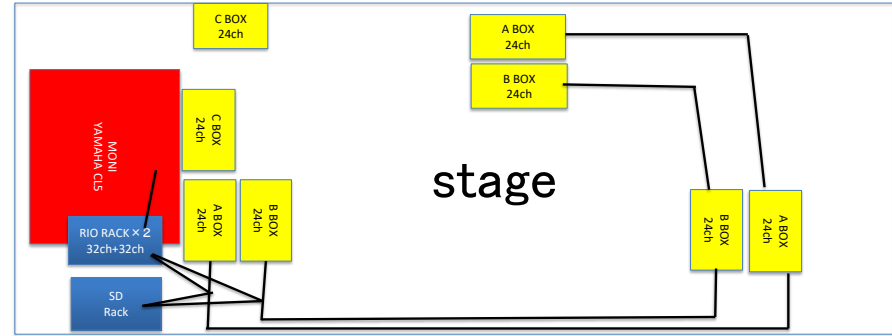 C BOX
24ch
A BOX
24ch
B BOX
24ch
MONI
YAMAHA CL5
C BOX
24ch
stage
A BOX
24ch
B BOX
24ch
B BOX
24ch
A BOX
24ch
RIO RACK×２
32ch+32ch
SD
Rack